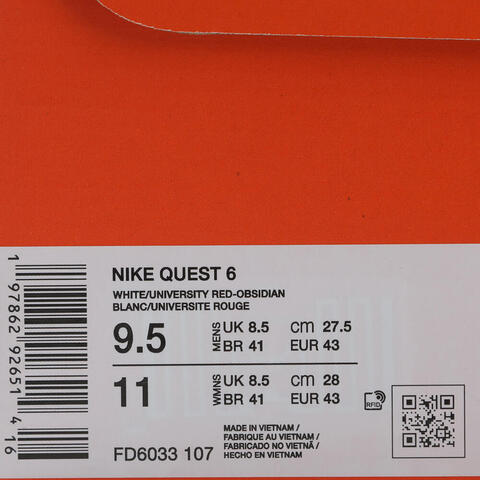 NIKE QUEST 6
WHITE/UNIVERSITY RED-OBSIDIAN
BLANC/UNIVERSITE ROUGE
9.5 MENS UK 8.5 cm 27.5
BR 41 EUR 43
11 WMNS UK 8.5 cm 28
BR 41 EUR 43
RFID
MADE IN VIETNAM /
FABRIQUE AU VIETNAM /
FABRICADO NO VIETNÃ /
HECHO EN VIETNAM
FD6033 107
1 97862 92651 4 16